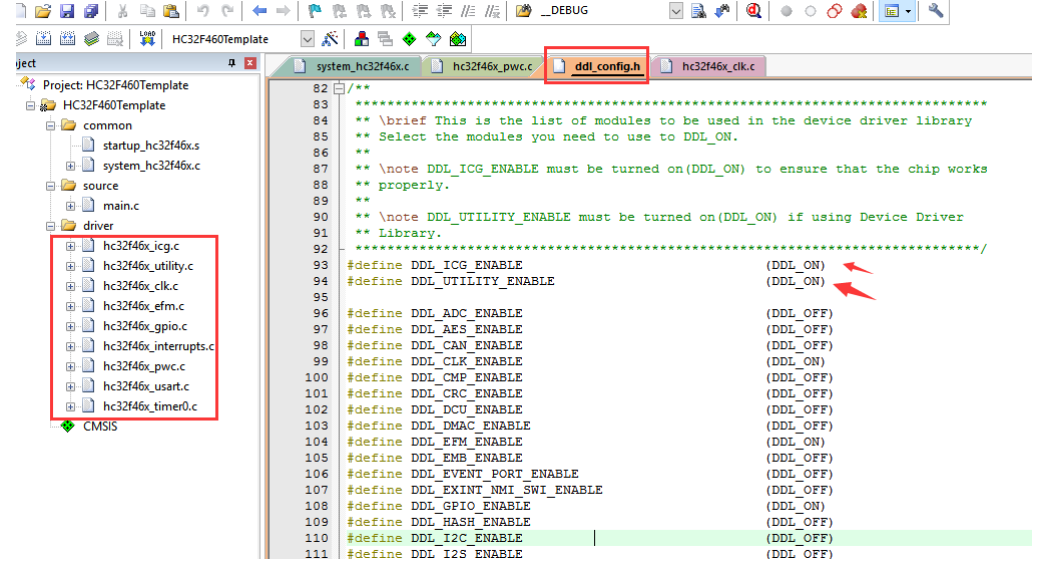 __DEBUG
LOAD
HC32F460Template
ject
system_hc32f46x.c
hc32f46x_pwc.c
ddl_config.h
hc32f46x_clk.c
Project: HC32F460Template
HC32F460Template
common
startup_hc32f46x.s
system_hc32f46x.c
source
main.c
driver
hc32f46x_icg.c
hc32f46x_utility.c
hc32f46x_clk.c
hc32f46x_efm.c
hc32f46x_gpio.c
hc32f46x_interrupts.c
hc32f46x_pwc.c
hc32f46x_usart.c
hc32f46x_timer0.c
CMSIS
82 /**
83 *******************************************************************************
84 ** \brief This is the list of modules to be used in the device driver library
85 ** Select the modules you need to use to DDL_ON.
86 **
87 ** \note DDL_ICG_ENABLE must be turned on(DDL_ON) to ensure that the chip works
88 ** properly.
89 **
90 ** \note DDL_UTILITY_ENABLE must be turned on(DDL_ON) if using Device Driver
91 ** Library.
92 ******************************************************************************/
93 #define DDL_ICG_ENABLE (DDL_ON)
94 #define DDL_UTILITY_ENABLE (DDL_ON)
95
96 #define DDL_ADC_ENABLE (DDL_OFF)
97 #define DDL_AES_ENABLE (DDL_OFF)
98 #define DDL_CAN_ENABLE (DDL_OFF)
99 #define DDL_CLK_ENABLE (DDL_ON)
100 #define DDL_CMP_ENABLE (DDL_OFF)
101 #define DDL_CRC_ENABLE (DDL_OFF)
102 #define DDL_DCU_ENABLE (DDL_OFF)
103 #define DDL_DMAC_ENABLE (DDL_OFF)
104 #define DDL_EFM_ENABLE (DDL_ON)
105 #define DDL_EMB_ENABLE (DDL_OFF)
106 #define DDL_EVENT_PORT_ENABLE (DDL_OFF)
107 #define DDL_EXINT_NMI_SWI_ENABLE (DDL_OFF)
108 #define DDL_GPIO_ENABLE (DDL_ON)
109 #define DDL_HASH_ENABLE (DDL_OFF)
110 #define DDL_I2C_ENABLE (DDL_OFF)
111 #define DDL_I2S_ENABLE (DDL_OFF)